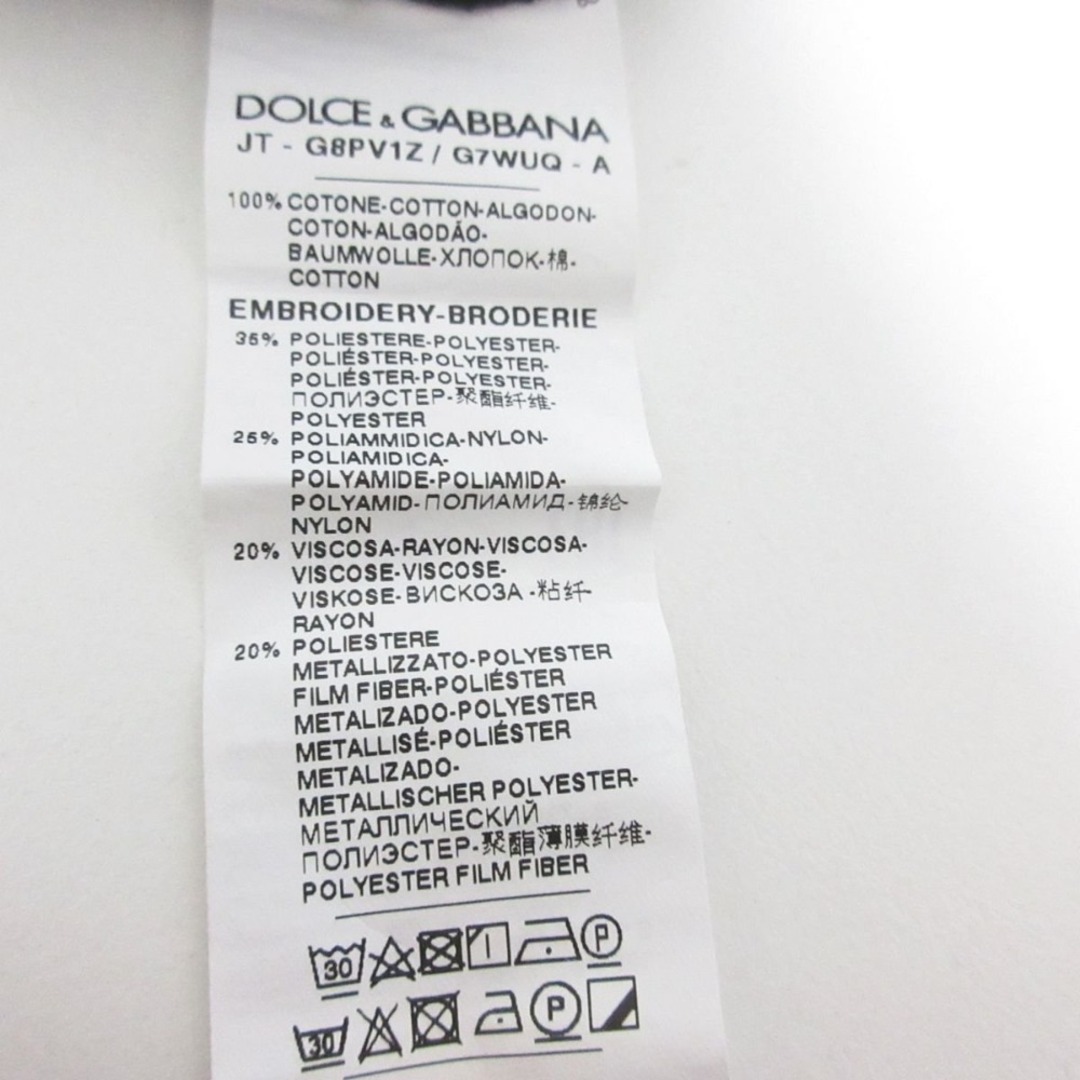 DOLCE & GABBANA
JT - G8PV1Z / G7WUQ - A
100% COTONE-COTTON-ALGODON-
COTON-ALGODÃO-
BAUMWOLLE-ХЛОПОК-棉-
COTTON
EMBROIDERY-BRODERIE
35% POLIESTERE-POLYESTER-
POLIÉSTER-POLYESTER-
POLIÉSTER-POLYESTER-
ПОЛИЭСТЕР-聚酯纤维-
POLYESTER
25% POLIAMMIDICA-NYLON-
POLIAMIDICA-
POLYAMIDE-POLIAMIDA-
POLYAMID-ПОЛИАМИД-锦纶-
NYLON
20% VISCOSA-RAYON-VISCOSA-
VISCOSE-VISCOSE-
VISKOSE-ВИСКОЗА -粘纤-
RAYON
20% POLIESTERE
METALLIZZATO-POLYESTER
FILM FIBER-POLIÉSTER
METALIZADO-POLYESTER
METALLISÉ-POLIÉSTER
METALIZADO-
METALLISCHER POLYESTER-
МЕТАЛЛИЧЕСКИЙ
ПОЛИЭСТЕР-聚酯薄膜纤维-
POLYESTER FILM FIBER
30 P
30 P